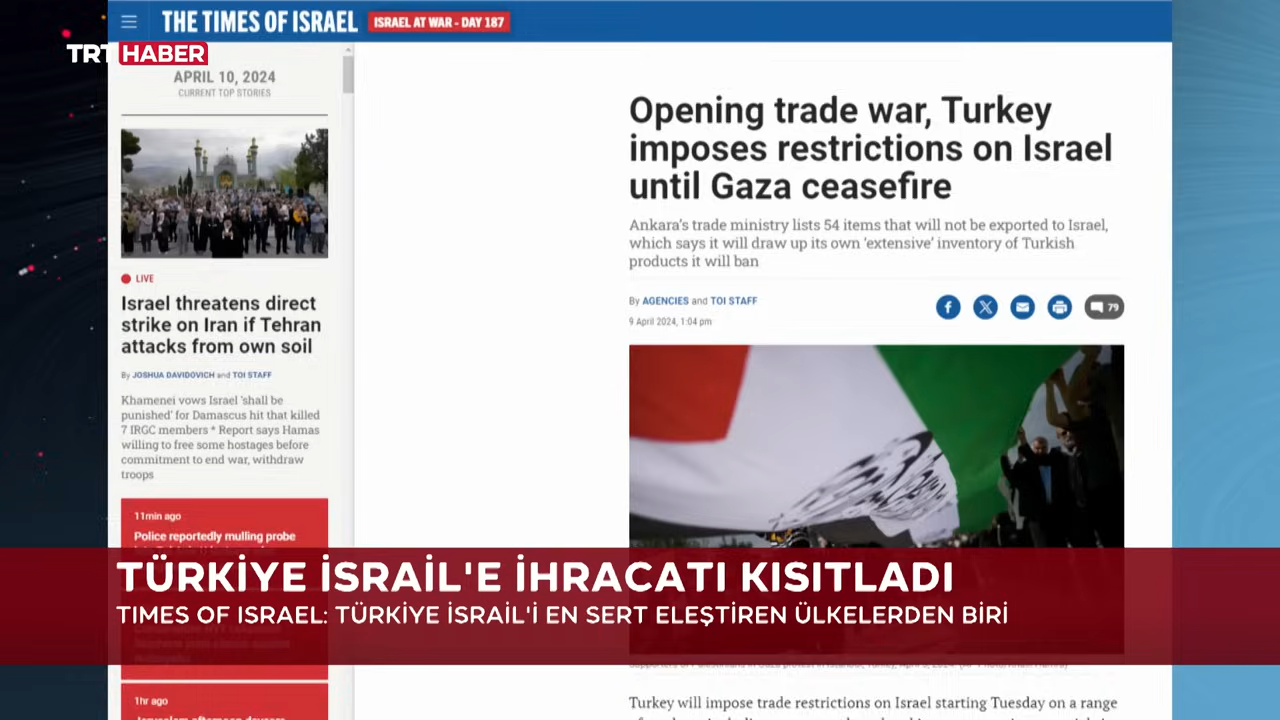 THE TIMES OF ISRAEL
ISRAEL AT WAR - DAY 187
TRT HABER
APRIL 10, 2024
CURRENT TOP STORIES
LIVE
Israel threatens direct
strike on Iran if Tehran
attacks from own soil
By JOSHUA DAVIDOVICH and TOI STAFF
Khamenei vows Israel 'shall be
punished' for Damascus hit that killed
7 IRGC members * Report says Hamas
willing to free some hostages before
commitment to end war, withdraw
troops
11min ago
Police reportedly mulling probe
1hr ago
Opening trade war, Turkey
imposes restrictions on Israel
until Gaza ceasefire
Ankara's trade ministry lists 54 items that will not be exported to Israel,
which says it will draw up its own 'extensive' inventory of Turkish
products it will ban
By AGENCIES and TOI STAFF
9 April 2024, 1:04 pm
79
TÜRKİYE İSRAİL'E İHRACATI KISITLADI
TIMES OF ISRAEL: TÜRKİYE İSRAİL'İ EN SERT ELEŞTİREN ÜLKELERDEN BİRİ
Turkey will impose trade restrictions on Israel starting Tuesday on a range